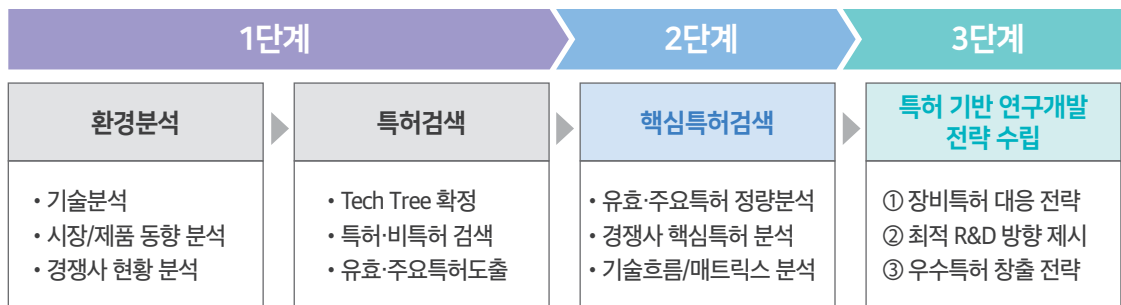 1단계
2단계
3단계
환경분석
• 기술분석
• 시장/제품 동향 분석
• 경쟁사 현황 분석
특허검색
• Tech Tree 확정
• 특허·비특허 검색
• 유효·주요특허도출
핵심특허검색
• 유효·주요특허 정량분석
• 경쟁사 핵심특허 분석
• 기술흐름/매트릭스 분석
특허 기반 연구개발
전략 수립
① 장비특허 대응 전략
② 최적 R&D 방향 제시
③ 우수특허 창출 전략